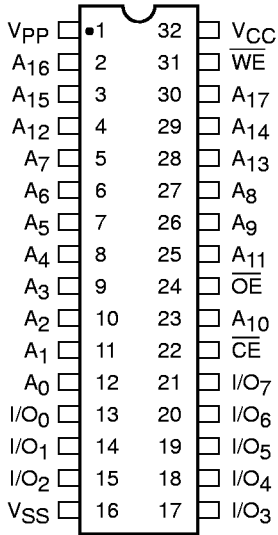 VPP 1 32 VCC
A16 2 31 WE
A15 3 30 A17
A12 4 29 A14
A7 5 28 A13
A6 6 27 A8
A5 7 26 A9
A4 8 25 A11
A3 9 24 OE
A2 10 23 A10
A1 11 22 CE
A0 12 21 I/O7
I/O0 13 20 I/O6
I/O1 14 19 I/O5
I/O2 15 18 I/O4
VSS 16 17 I/O3